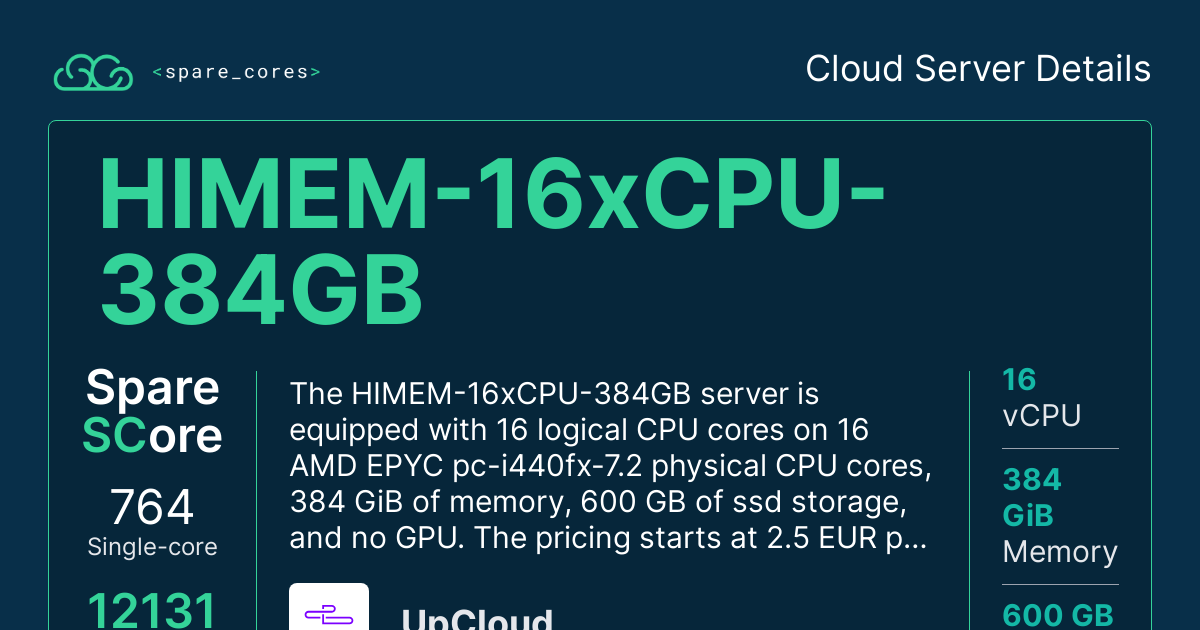 <spare_cores>
Cloud Server Details
HIMEM-16xCPU-
384GB
Spare
SCore
764
Single-core
12131
The HIMEM-16xCPU-384GB server is
equipped with 16 logical CPU cores on 16
AMD EPYC pc-i440fx-7.2 physical CPU cores,
384 GiB of memory, 600 GB of ssd storage,
and no GPU. The pricing starts at 2.5 EUR p...
UpCloud
16
vCPU
384
GiB
Memory
600 GB